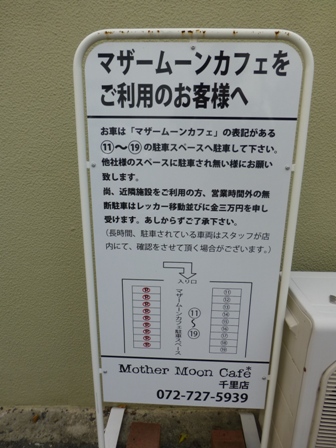 マザームーンカフェを
ご利用のお客様へ
お車は「マザームーンカフェ」の表記がある
⑪～⑲の駐車スペースへ駐車して下さい。
他社様のスペースに駐車され無い様にお願い
致します。
尚、近隣施設をご利用の方、営業時間外の無
断駐車はレッカー移動並びに金三万円を申し
受けます。あしからずご了承下さい。
（長時間、駐車されている車両はスタッフが店
内にて、確認をさせて頂く場合がございます。）
入り口
マザームーンカフェ駐車スペース
⑪～⑲
Mother Moon Café
千里店
072-727-5939